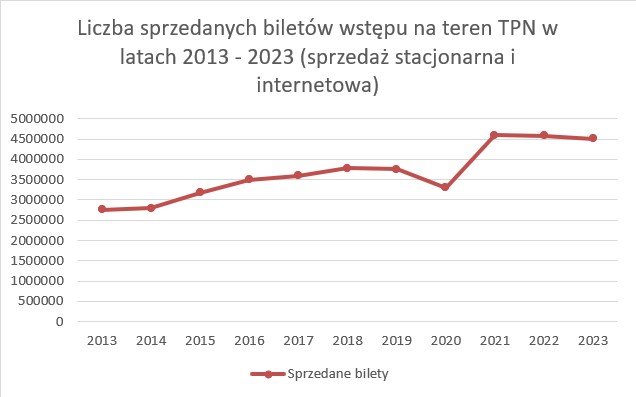 Liczba sprzedanych biletów wstępu na teren TPN w
latach 2013 - 2023 (sprzedaż stacjonarna i
internetowa)
5000000
4500000
4000000
3500000
3000000
2500000
2000000
1500000
1000000
500000
0
2013 2014 2015 2016 2017 2018 2019 2020 2021 2022 2023
Sprzedane bilety